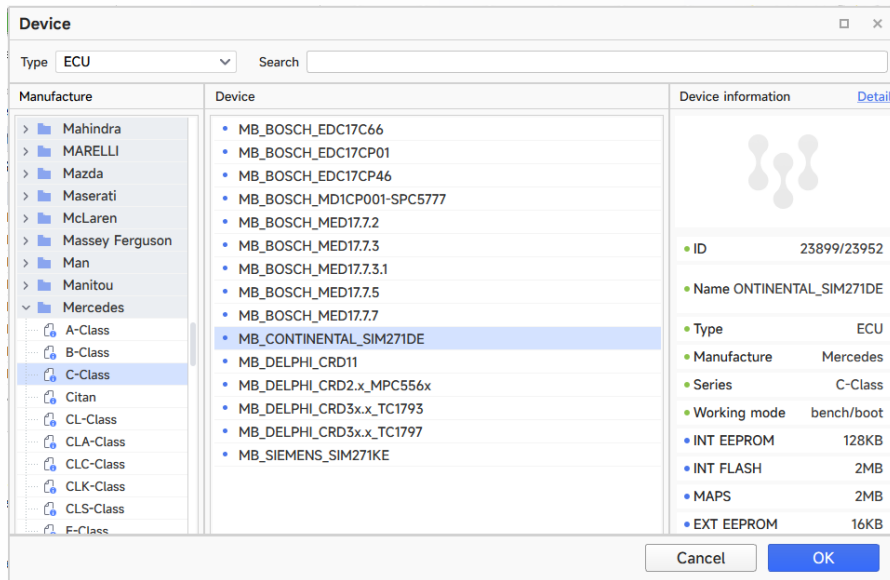 Device
Type ECU Search
Manufacture
Mahindra
MARELLI
Mazda
Maserati
McLaren
Massey Ferguson
Man
Manitou
Mercedes
A-Class
B-Class
C-Class
Citan
CL-Class
CLA-Class
CLC-Class
CLK-Class
CLS-Class
E-Class
Device
MB_BOSCH_EDC17C66
MB_BOSCH_EDC17CP01
MB_BOSCH_EDC17CP46
MB_BOSCH_MD1CP001-SPC5777
MB_BOSCH_MED17.7.2
MB_BOSCH_MED17.7.3
MB_BOSCH_MED17.7.3.1
MB_BOSCH_MED17.7.5
MB_BOSCH_MED17.7.7
MB_CONTINENTAL_SIM271DE
MB_DELPHI_CRD11
MB_DELPHI_CRD2.x_MPC556x
MB_DELPHI_CRD3x.x_TC1793
MB_DELPHI_CRD3x.x_TC1797
MB_SIEMENS_SIM271KE
Device information Detail
ID 23899/23952
Name ONTINENTAL_SIM271DE
Type ECU
Manufacture Mercedes
Series C-Class
Working mode bench/boot
INT EEPROM 128KB
INT FLASH 2MB
MAPS 2MB
EXT EEPROM 16KB
Cancel OK